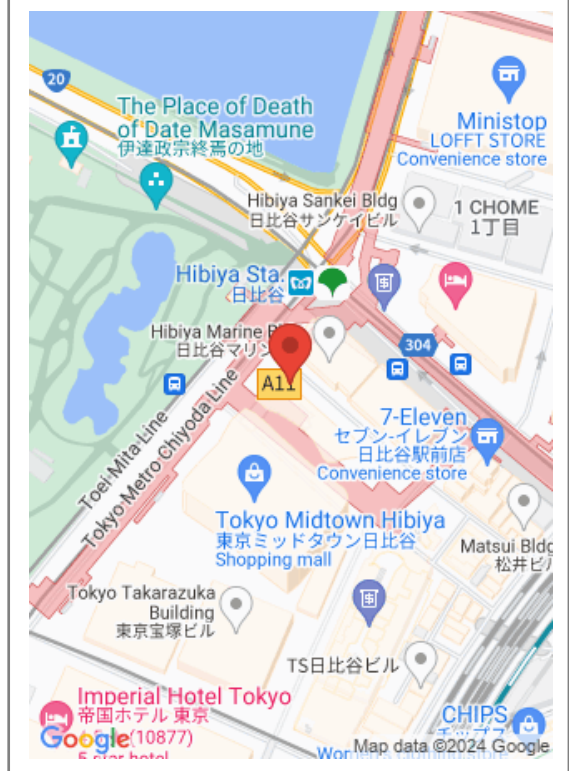 20
The Place of Death
of Date Masamune
伊達政宗終焉の地
Ministop
LOFFT STORE
Convenience store
Hibiya Sankei Bldg
日比谷サンケイビル
1 CHOME
1丁目
Hibiya Sta.
日比谷
Hibiya Marine B
日比谷マリン
304
A11
7-Eleven
セブン-イレブン
日比谷駅前店
Convenience store
Toei Mita Line
Tokyo Metro Chiyoda Line
Tokyo Midtown Hibiya
東京ミッドタウン日比谷
Shopping mall
Matsui Bldg
松井ビル
Tokyo Takarazuka
Building
東京宝塚ビル
TS日比谷ビル
Imperial Hotel Tokyo
帝国ホテル 東京
(10877)
5-star hotel
CHIPS
チップス
Women's clothing store
Google
Map data ©2024 Google